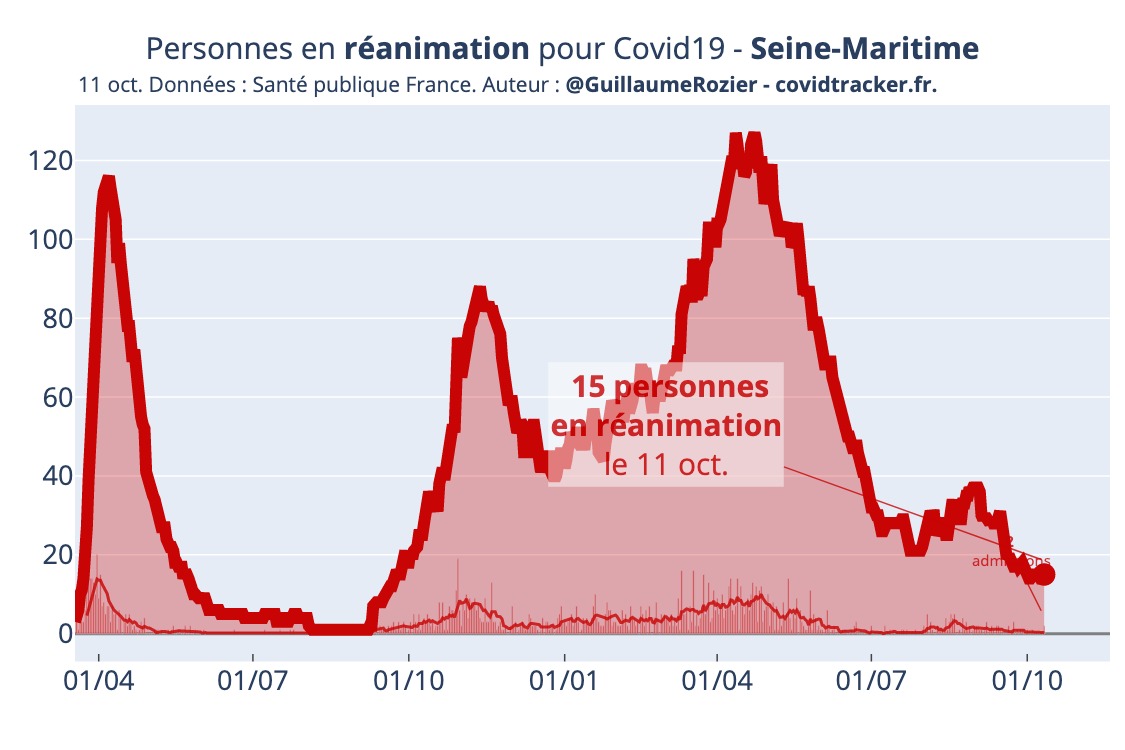 Personnes en réanimation pour Covid19 - Seine-Maritime
11 oct. Données : Santé publique France. Auteur : @GuillaumeRozier - covidtracker.fr.
120
100
80
60
40
20
0
15 personnes
en réanimation
le 11 oct.
2
admissions
01/04
01/07
01/10
01/01
01/04
01/07
01/10